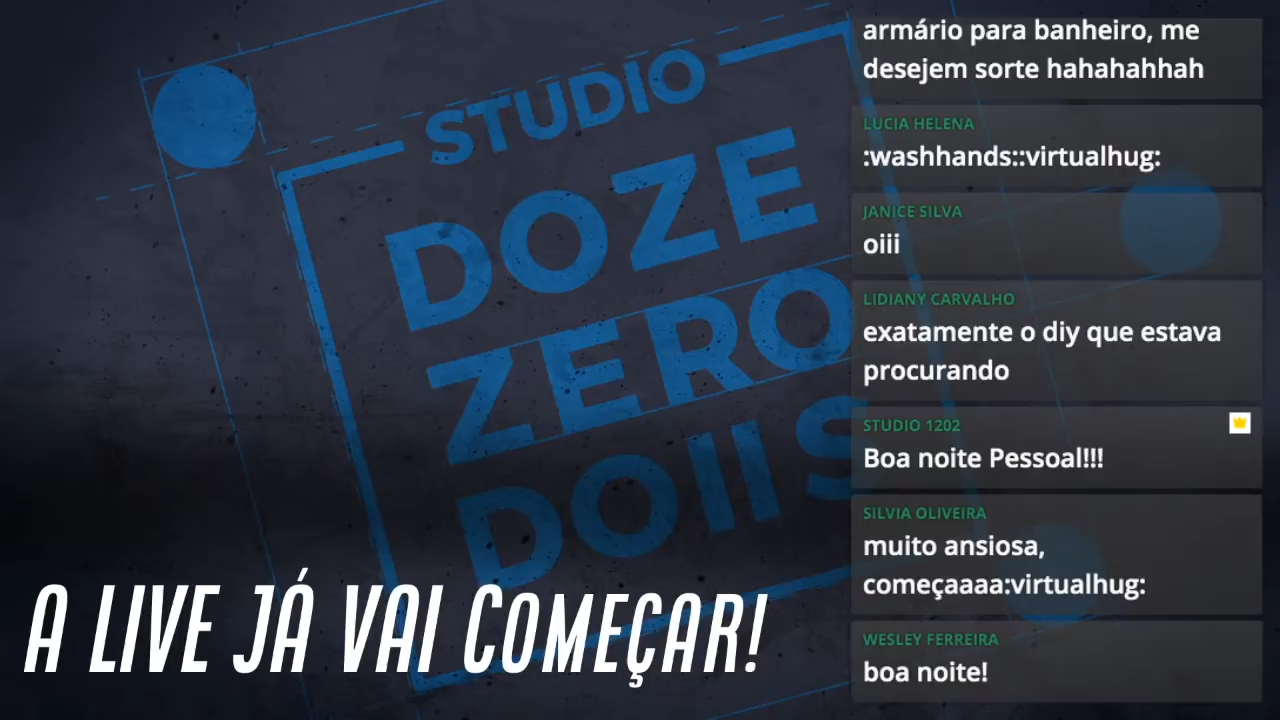 STUDIO
DOZE
ZERO
DOIIS
A LIVE JÁ VAI COMEÇAR!
armário para banheiro, me
desejem sorte hahahahhah
LUCIA HELENA
:washhands::virtualhug:
JANICE SILVA
oiii
LIDIANY CARVALHO
exatamente o diy que estava
procurando
STUDIO 1202
Boa noite Pessoal!!!
SILVIA OLIVEIRA
muito ansiosa,
começaaaa:virtualhug:
WESLEY FERREIRA
boa noite!